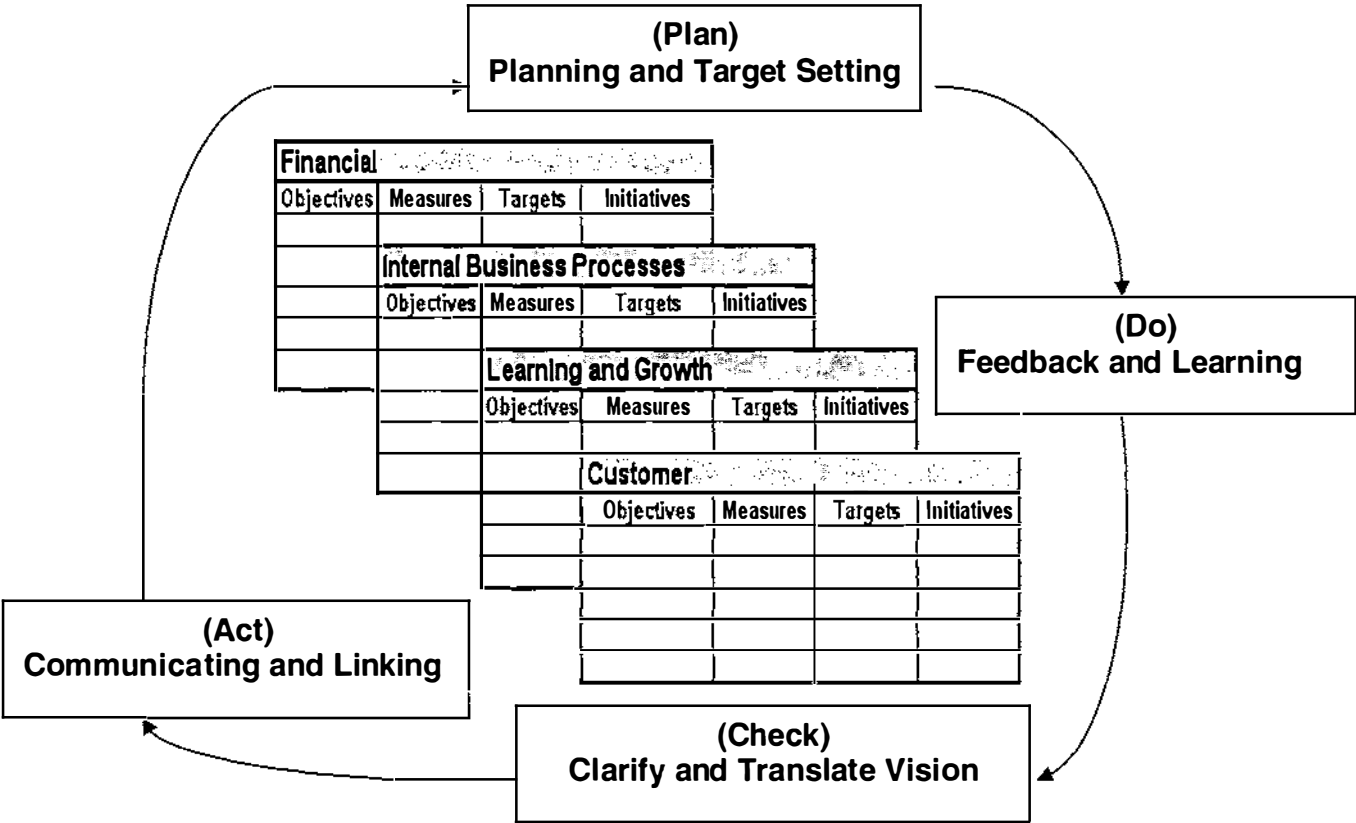 (Plan)
Planning and Target Setting
Financial
Objectives Measures Targets Initiatives
Internal Business Processes
Objectives Measures Targets Initiatives
(Do)
Feedback and Learning
Learning and Growth
Objectives Measures Targets Initiatives
Customer
Objectives Measures Targets Initiatives
(Act)
Communicating and Linking
(Check)
Clarify and Translate Vision